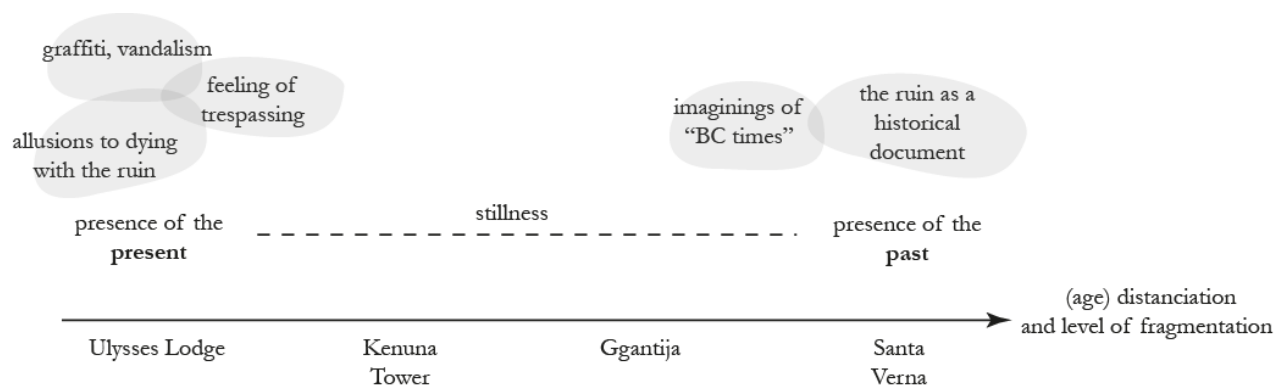 graffiti, vandalism
feeling of
trespassing
allusions to dying
with the ruin
imaginings of
“BC times”
the ruin as a
historical
document
presence of the
present
stillness
presence of the
past
(age) distanciation
and level of fragmentation
Ulysses Lodge
Kenuna
Tower
Ggantija
Santa
Verna